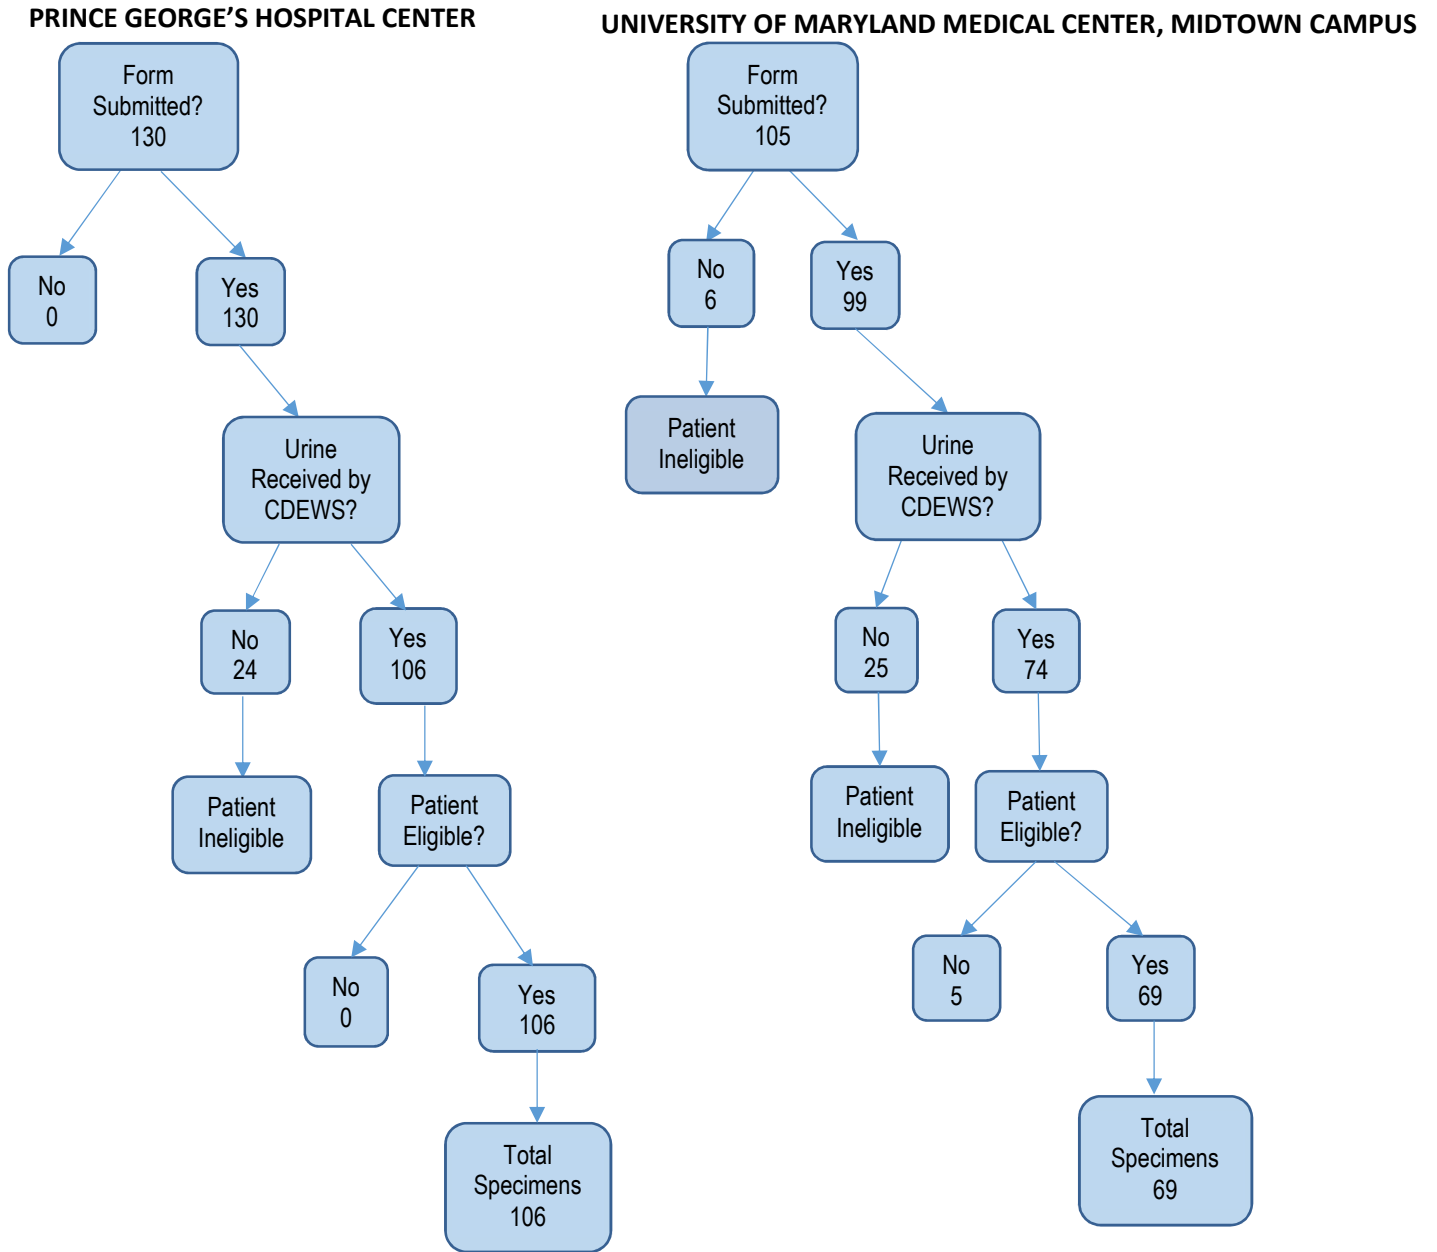 PRINCE GEORGE’S HOSPITAL CENTER
Form
Submitted?
130
No
0
Yes
130
Urine
Received by
CDEWS?
No
24
Yes
106
Patient
Ineligible
Patient
Eligible?
No
0
Yes
106
Total
Specimens
106
UNIVERSITY OF MARYLAND MEDICAL CENTER, MIDTOWN CAMPUS
Form
Submitted?
105
No
6
Yes
99
Patient
Ineligible
Urine
Received by
CDEWS?
No
25
Yes
74
Patient
Ineligible
Patient
Eligible?
No
5
Yes
69
Total
Specimens
69